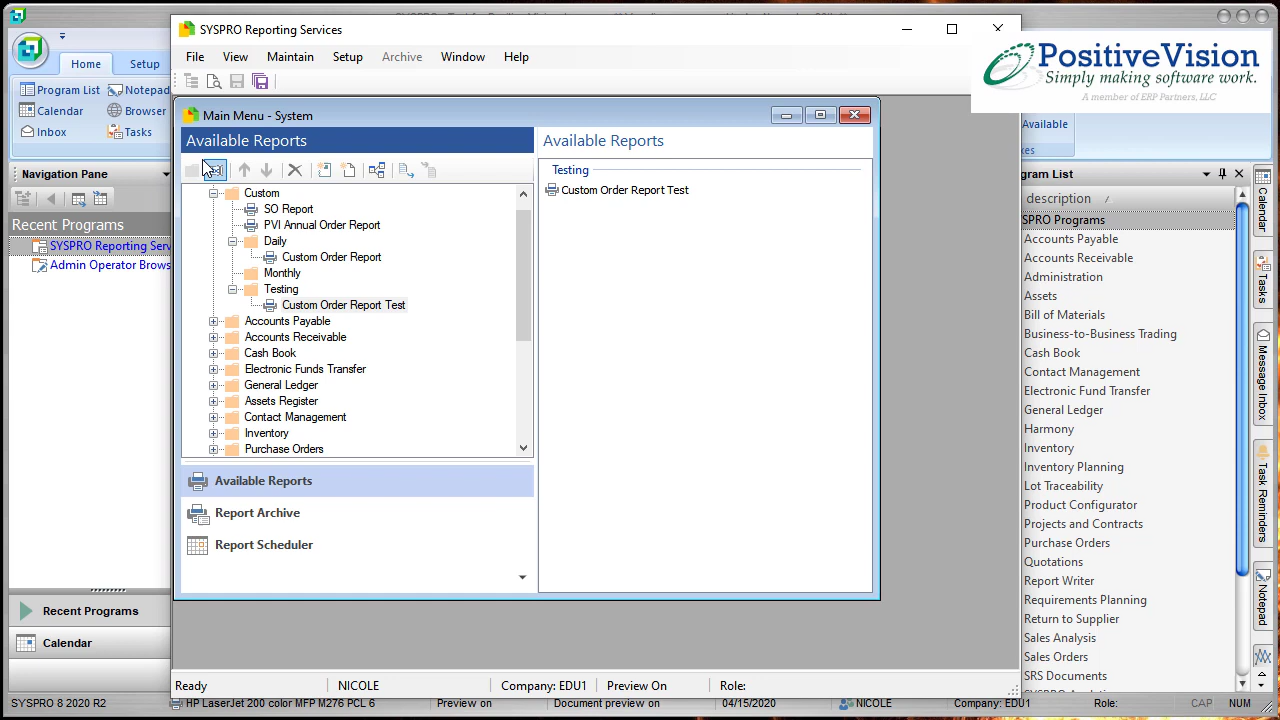 SYSPRO Reporting Services
File View Maintain Setup Archive Window Help
PositiveVision
Simply making software work.
A member of ERP Partners, LLC
Home Setup
Program List Notepad
Calendar Browser
Inbox Tasks
Available
Navigation Pane
Recent Programs
SYSPRO Reporting Serv
Admin Operator Brows
Recent Programs
Calendar
Main Menu - System
Available Reports
Custom
SO Report
PVI Annual Order Report
Daily
Custom Order Report
Monthly
Testing
Custom Order Report Test
Accounts Payable
Accounts Receivable
Cash Book
Electronic Funds Transfer
General Ledger
Assets Register
Contact Management
Inventory
Purchase Orders
Available Reports
Report Archive
Report Scheduler
Available Reports
Testing
Custom Order Report Test
gram List
description
SPRO Programs
Accounts Payable
Accounts Receivable
Administration
Assets
Bill of Materials
Business-to-Business Trading
Cash Book
Contact Management
Electronic Fund Transfer
General Ledger
Harmony
Inventory
Inventory Planning
Lot Traceability
Product Configurator
Projects and Contracts
Purchase Orders
Quotations
Report Writer
Requirements Planning
Return to Supplier
Sales Analysis
Sales Orders
SRS Documents
Calendar
Tasks
Message Inbox
Task Reminders
Notepad
Ready NICOLE Company: EDU1 Preview On Role:
SYSPRO 8 2020 R2 HP LaserJet 200 color MFP M276 PCL 6 Preview on Document preview on 04/15/2020 NICOLE Company: EDU1 Role: CAP NUM